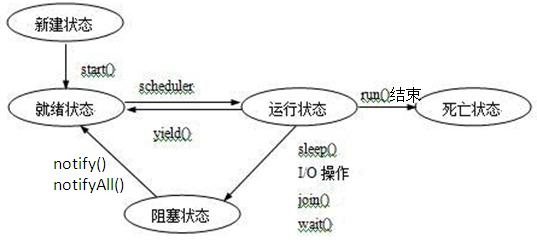 新建状态
start()
scheduler
就绪状态
运行状态
run()结束
死亡状态
yield()
notify()
notifyAll()
sleep()
I/O 操作
join()
wait()
阻塞状态